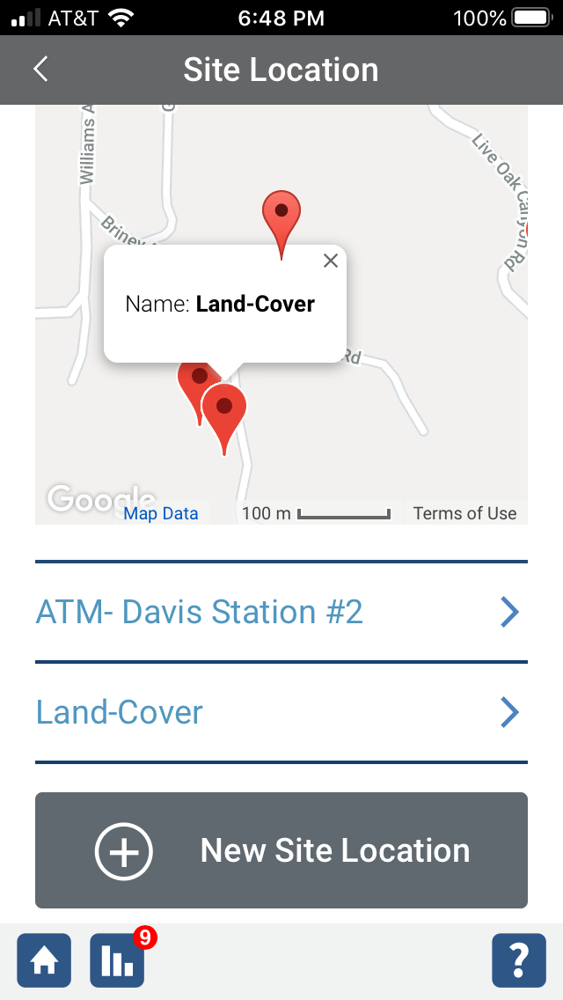 AT&T 6:48 PM 100%
Site Location
Williams A
G
Live Oak Canyon Rd
Briney
Name: Land-Cover
Rd
Google
Map Data 100 m Terms of Use
ATM- Davis Station #2
Land-Cover
New Site Location
9
?